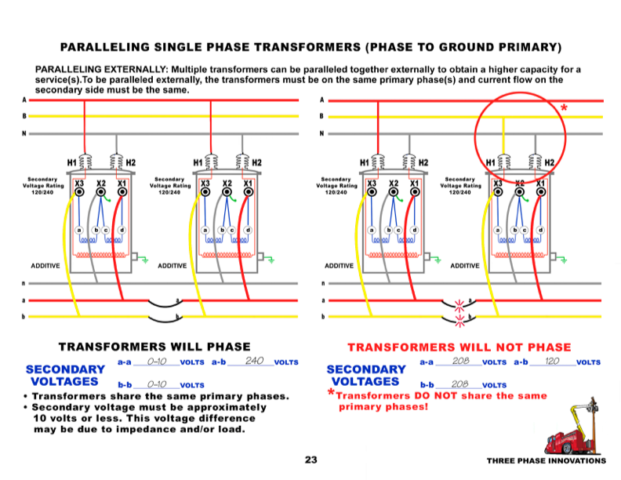 PARALLELING SINGLE PHASE TRANSFORMERS (PHASE TO GROUND PRIMARY)
PARALLELING EXTERNALLY: Multiple transformers can be paralleled together externally to obtain a higher capacity for a
service(s).To be paralleled externally, the transformers must be on the same primary phase(s) and current flow on the
secondary side must be the same.
A
B
N
H1 H2 H1 H2
Secondary
Voltage Rating
120/240
X3 X2 X1
a b c d
Secondary
Voltage Rating
120/240
X3 X2 X1
a b c d
ADDITIVE ADDITIVE
n
a a
b b
A
B
N
*
H1 H2 H1 H2
Secondary
Voltage Rating
120/240
X3 X2 X1
a b c d
Secondary
Voltage Rating
120/240
X3 X2 X1
a b c d
ADDITIVE ADDITIVE
n
a a
b b
TRANSFORMERS WILL PHASE
SECONDARY
VOLTAGES
a-a 0-10 VOLTS a-b 240 VOLTS
b-b 0-10 VOLTS
• Transformers share the same primary phases.
• Secondary voltage must be approximately
10 volts or less. This voltage difference
may be due to impedance and/or load.
TRANSFORMERS WILL NOT PHASE
SECONDARY
VOLTAGES
a-a 208 VOLTS a-b 120 VOLTS
b-b 208 VOLTS
*Transformers DO NOT share the same
primary phases!
23
THREE PHASE INNOVATIONS